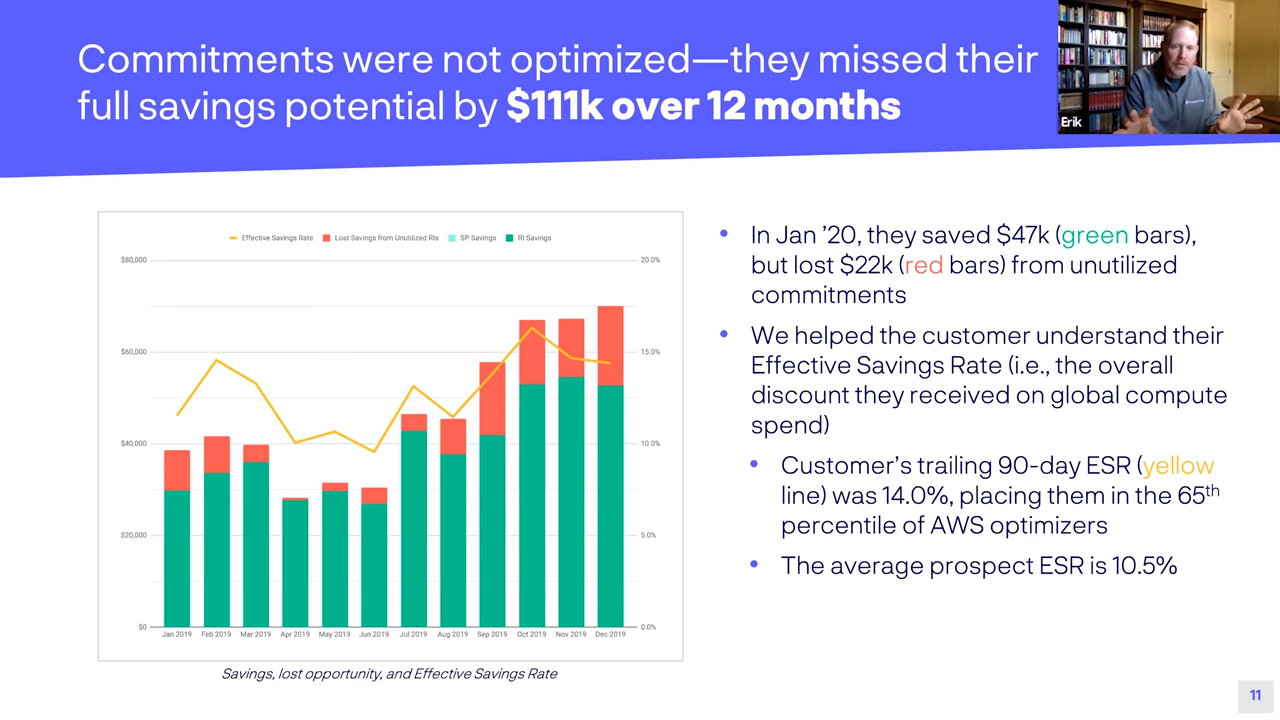 Commitments were not optimized—they missed their
full savings potential by $111k over 12 months
Erik
Effective Savings Rate
Lost Savings from Unutilized RIs
SP Savings
RI Savings
$80,000
$60,000
$40,000
$20,000
$0
20.0%
15.0%
10.0%
5.0%
0.0%
Jan 2019 Feb 2019 Mar 2019 Apr 2019 May 2019 Jun 2019 Jul 2019 Aug 2019 Sep 2019 Oct 2019 Nov 2019 Dec 2019
Savings, lost opportunity, and Effective Savings Rate
• In Jan ’20, they saved $47k (green bars),
but lost $22k (red bars) from unutilized
commitments
• We helped the customer understand their
Effective Savings Rate (i.e., the overall
discount they received on global compute
spend)
• Customer’s trailing 90-day ESR (yellow
line) was 14.0%, placing them in the 65th
percentile of AWS optimizers
• The average prospect ESR is 10.5%
11